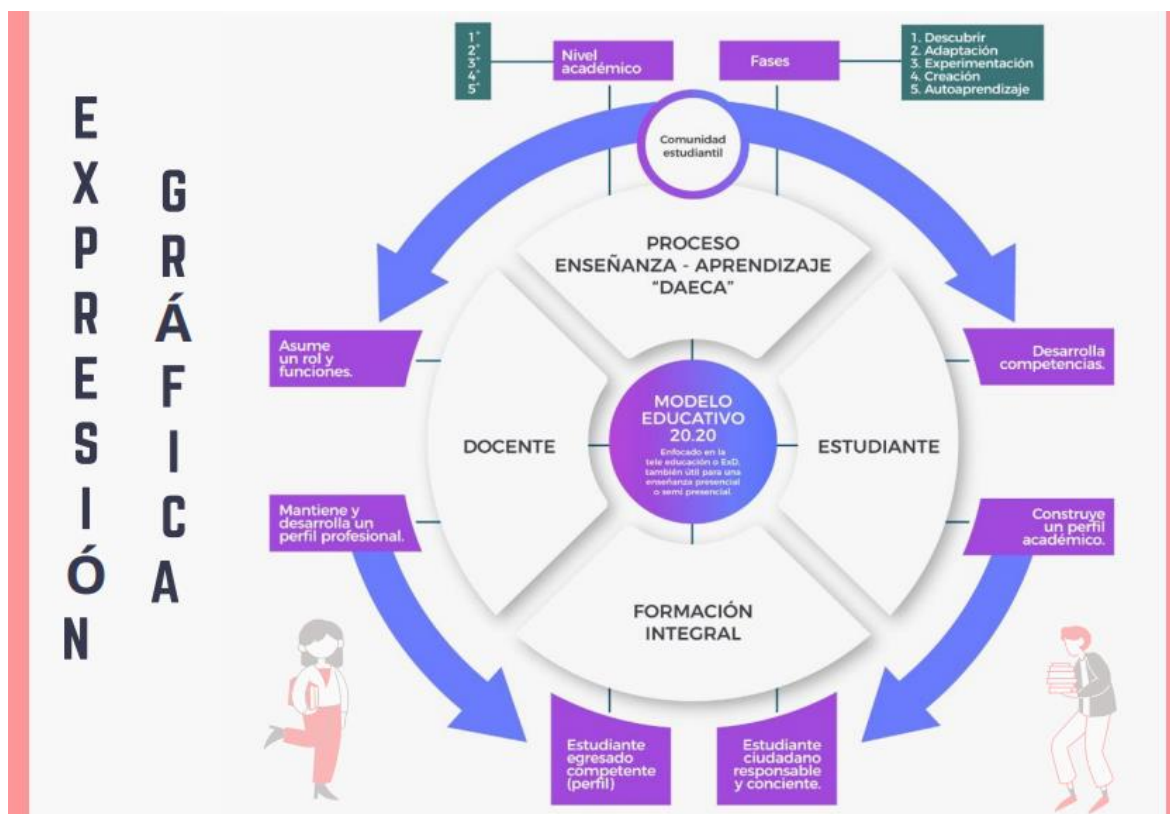 EXPRESIÓN
GRÁFICA
1°
2°
3°
4°
5°
Nivel
académico
Fases
1. Descubrir
2. Adaptación
3. Experimentación
4. Creación
5. Autoaprendizaje
Comunidad
estudiantil
PROCESO
ENSEÑANZA - APRENDIZAJE
“DAECA”
Asume
un rol y
funciones.
Desarrolla
competencias.
MODELO
EDUCATIVO
20.20
Enfocado en la
tele educación o ExD,
también útil para una
enseñanza presencial
o semi presencial
DOCENTE
ESTUDIANTE
Mantiene y
desarrolla un
perfil profesional.
Construye
un perfil
académico.
FORMACIÓN
INTEGRAL
Estudiante
egresado
competente
(perfil)
Estudiante
ciudadano
responsable
y conciente.